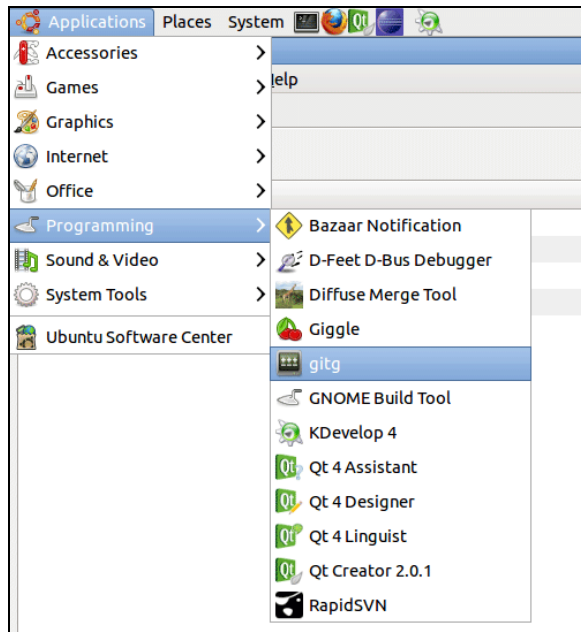 Applications Places System
Accessories
Games
Graphics
Internet
Office
Programming
Sound & Video
System Tools
Ubuntu Software Center
Help
Bazaar Notification
D-Feet D-Bus Debugger
Diffuse Merge Tool
Giggle
gitg
GNOME Build Tool
KDevelop 4
Qt 4 Assistant
Qt 4 Designer
Qt 4 Linguist
Qt Creator 2.0.1
RapidSVN